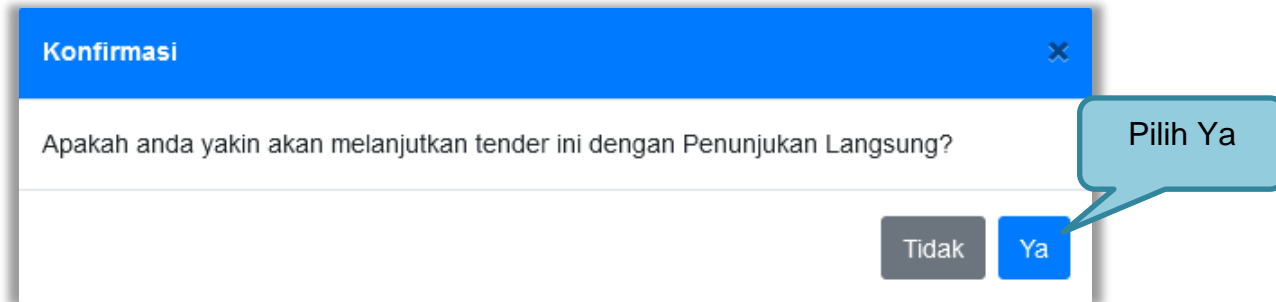 Konfirmasi
Apakah anda yakin akan melanjutkan tender ini dengan Penunjukan Langsung?
Pilih Ya
Tidak
Ya